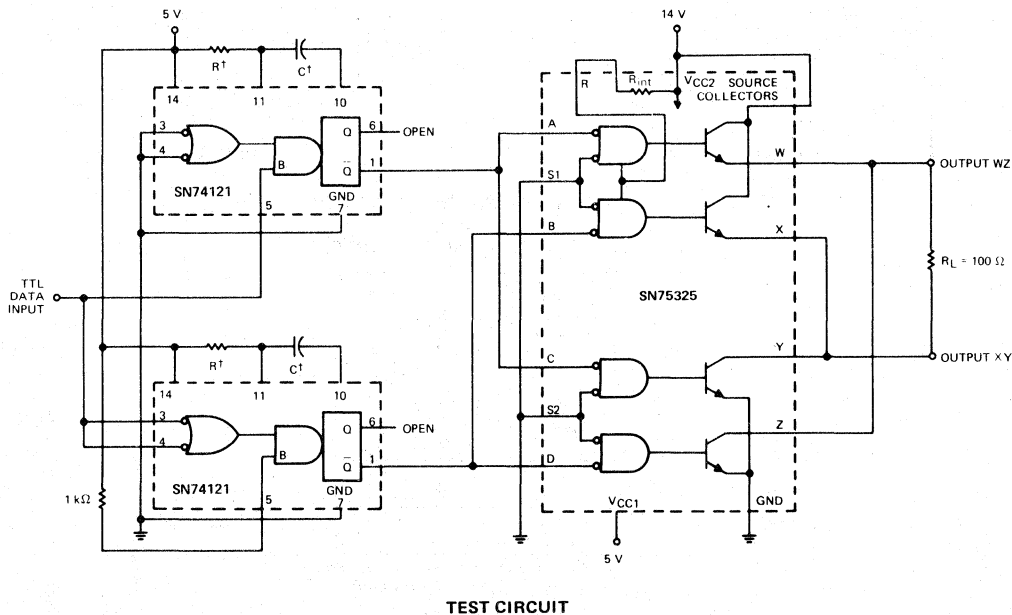 5 V
R†
C†
14
11
10
3
4
Q
6
OPEN
B
Q̄
1
SN74121
GND
7
5
TTL
DATA
INPUT
R†
C†
14
11
10
3
4
Q
6
OPEN
B
Q̄
1
SN74121
GND
7
5
1 kΩ
14 V
R
Rint
VCC2 SOURCE
COLLECTORS
A
S1
B
W
OUTPUT WZ
X
RL = 100 Ω
SN75325
C
Y
OUTPUT XY
S2
Z
D
VCC1
GND
5 V
TEST CIRCUIT